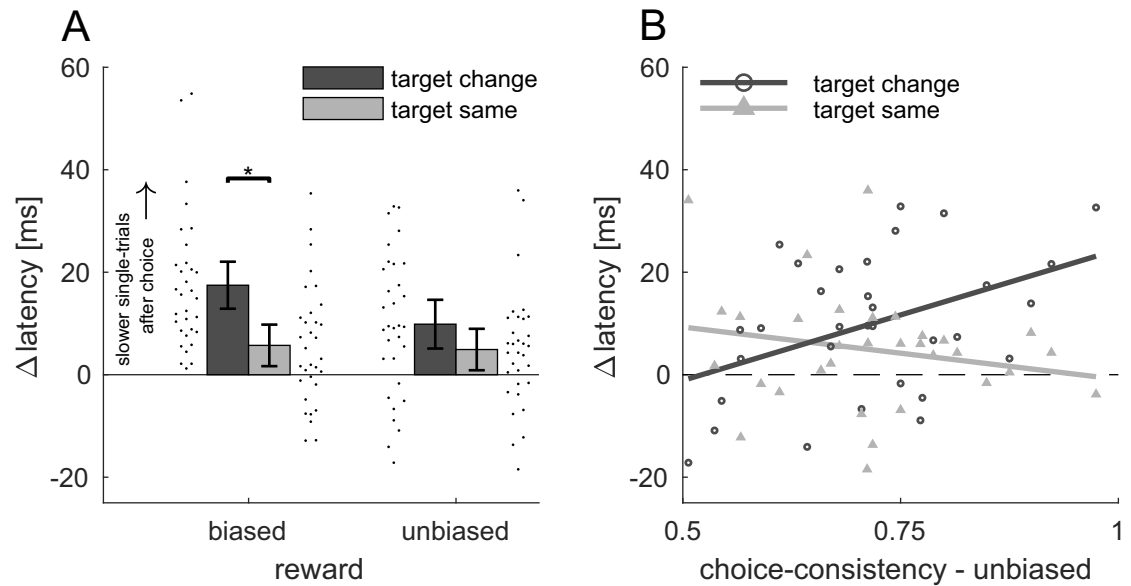 A
60
40
20
0
-20
Δ latency [ms]
target change
target same
*
slower single-trials
after choice
biased
unbiased
reward
B
60
40
20
0
-20
Δ latency [ms]
target change
target same
0.5
0.75
1
choice-consistency - unbiased